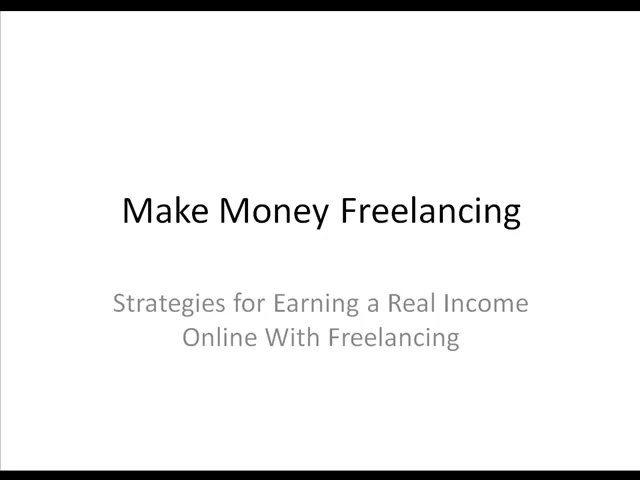 Make Money Freelancing
Strategies for Earning a Real Income
Online With Freelancing